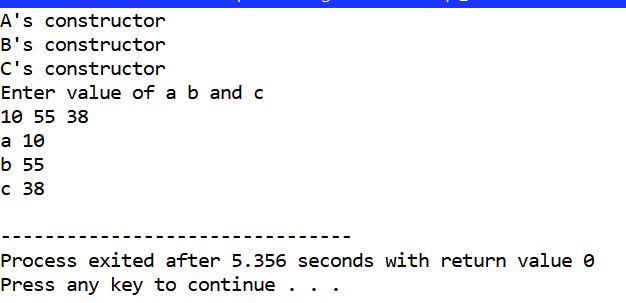 A's constructor
B's constructor
C's constructor
Enter value of a b and c
10 55 38
a 10
b 55
c 38
--------------------------------
Process exited after 5.356 seconds with return value 0
Press any key to continue . . .